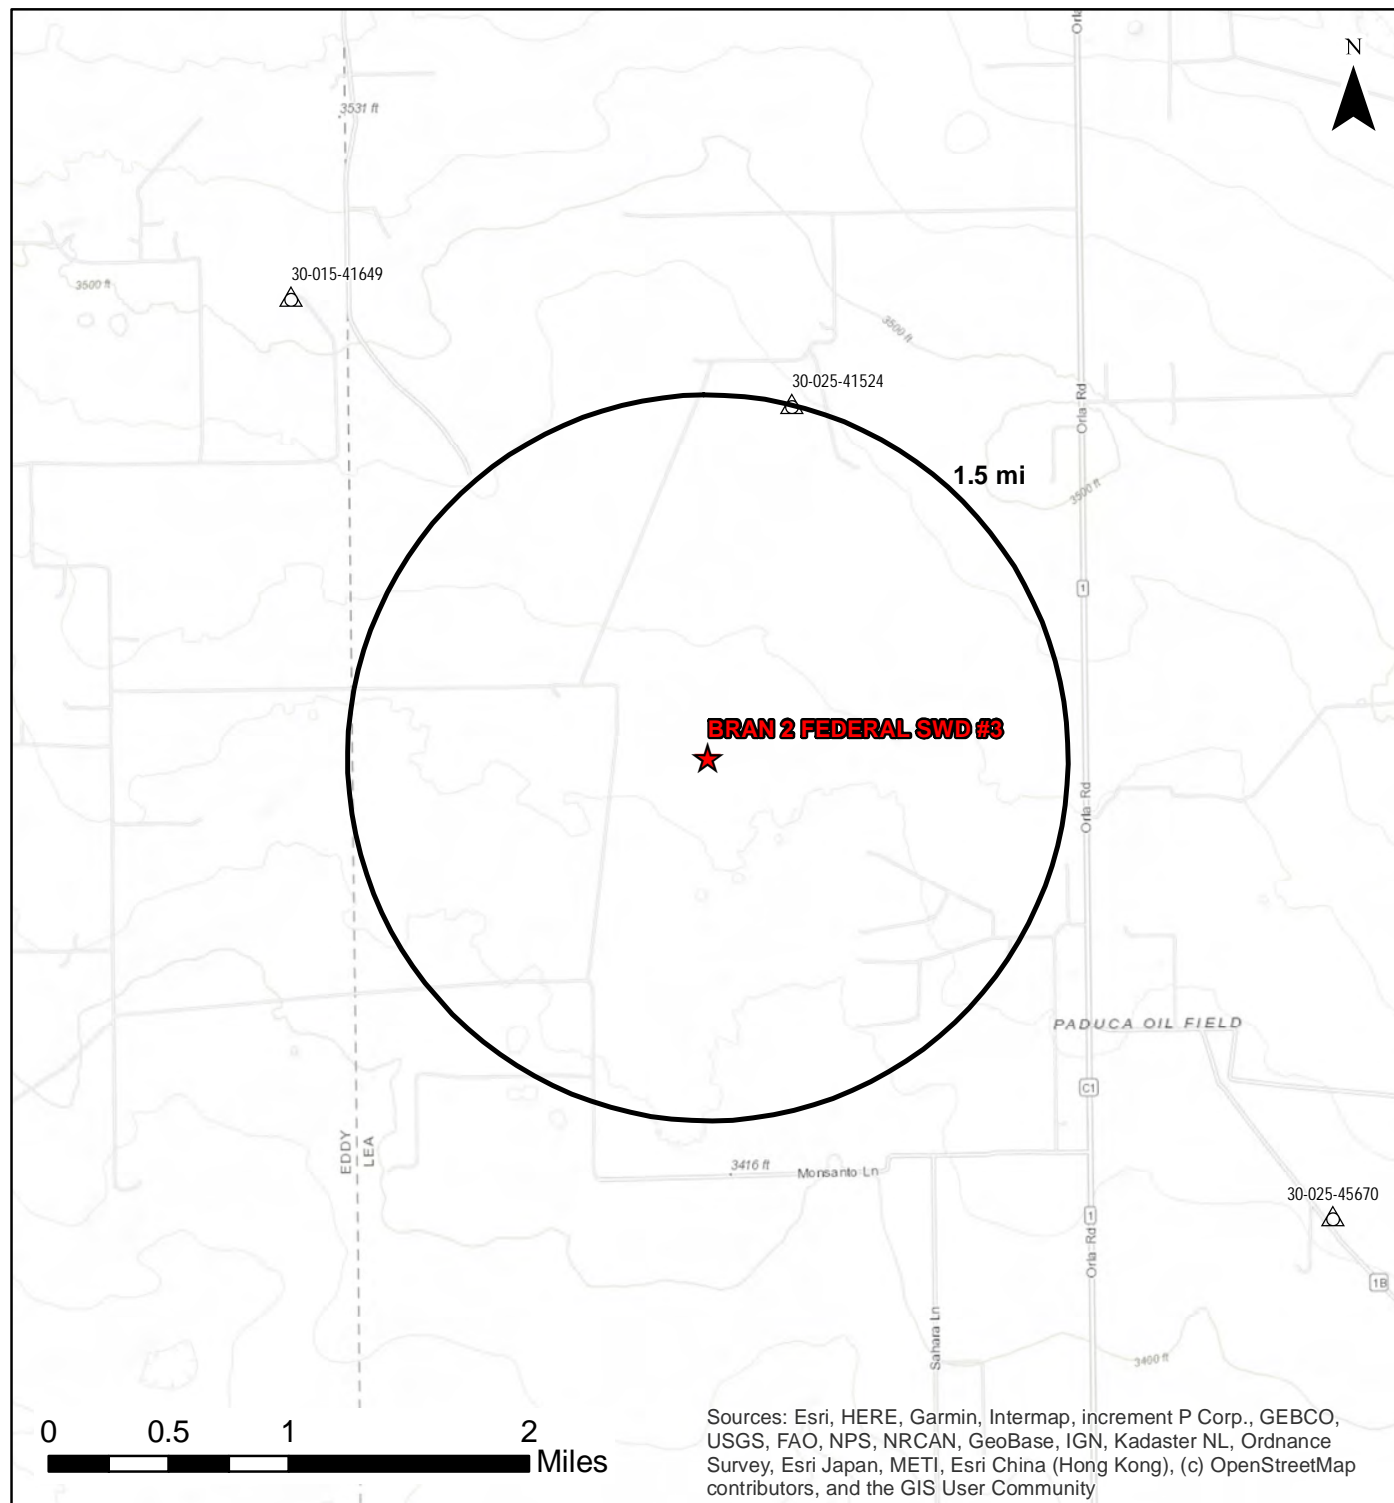 Orla
N
3531 ft
30-015-41649
3500 ft
3500 ft
30-025-41524
Orla Rd
1.5 mi
3500 ft
1
BRAN 2 FEDERAL SWD #3
Orla Rd
PADUCA OIL FIELD
C1
EDDY
LEA
3416 ft
Monsanto Ln
30-025-45670
1
Orla Rd
1B
Sahara Ln
3400 ft
0 0.5 1 2
Miles
Sources: Esri, HERE, Garmin, Intermap, increment P Corp., GEBCO,
USGS, FAO, NPS, NRCAN, GeoBase, IGN, Kadaster NL, Ordnance
Survey, Esri Japan, METI, Esri China (Hong Kong), (c) OpenStreetMap
contributors, and the GIS User Community